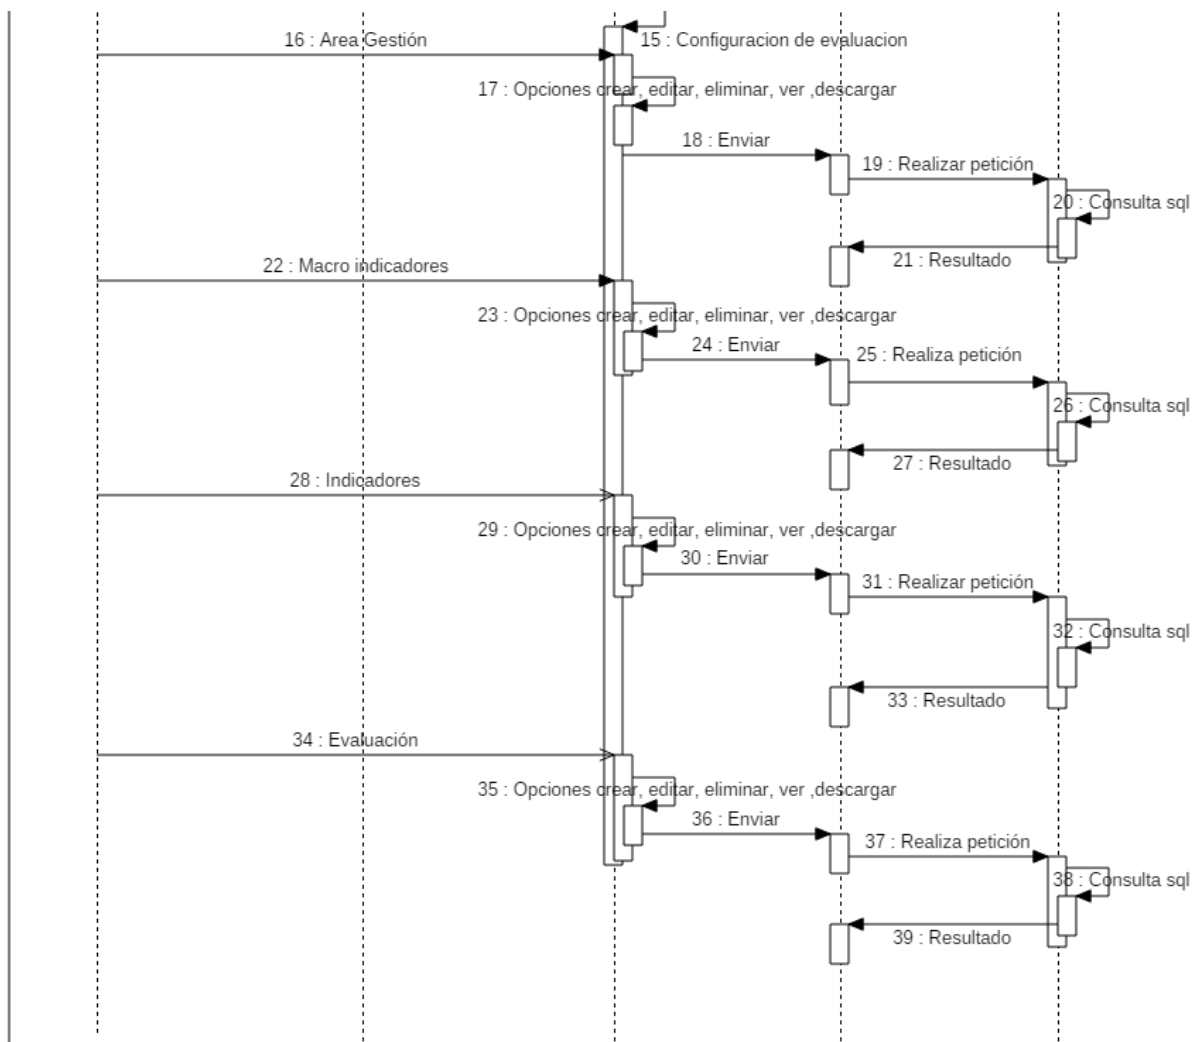 16 : Area Gestión
15 : Configuracion de evaluacion
17 : Opciones crear, editar, eliminar, ver ,descargar
18 : Enviar
19 : Realizar petición
20 : Consulta sql
21 : Resultado
22 : Macro indicadores
23 : Opciones crear, editar, eliminar, ver ,descargar
24 : Enviar
25 : Realiza petición
26 : Consulta sql
27 : Resultado
28 : Indicadores
29 : Opciones crear, editar, eliminar, ver ,descargar
30 : Enviar
31 : Realizar petición
32 : Consulta sql
33 : Resultado
34 : Evaluación
35 : Opciones crear, editar, eliminar, ver ,descargar
36 : Enviar
37 : Realiza petición
38 : Consulta sql
39 : Resultado